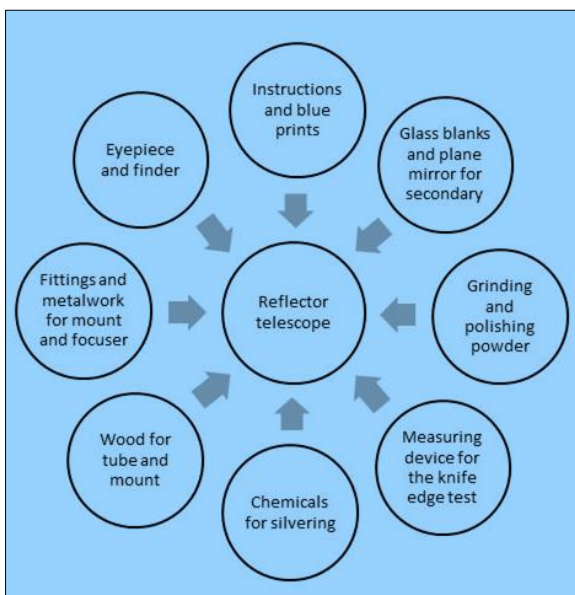 Instructions
and blue
prints
Glass blanks
and plane
mirror for
secondary
Eyepiece
and finder
Fittings and
metalwork
for mount
and focuser
Reflector
telescope
Grinding
and
polishing
powder
Wood for
tube and
mount
Measuring
device for
the knife
edge test
Chemicals
for silvering